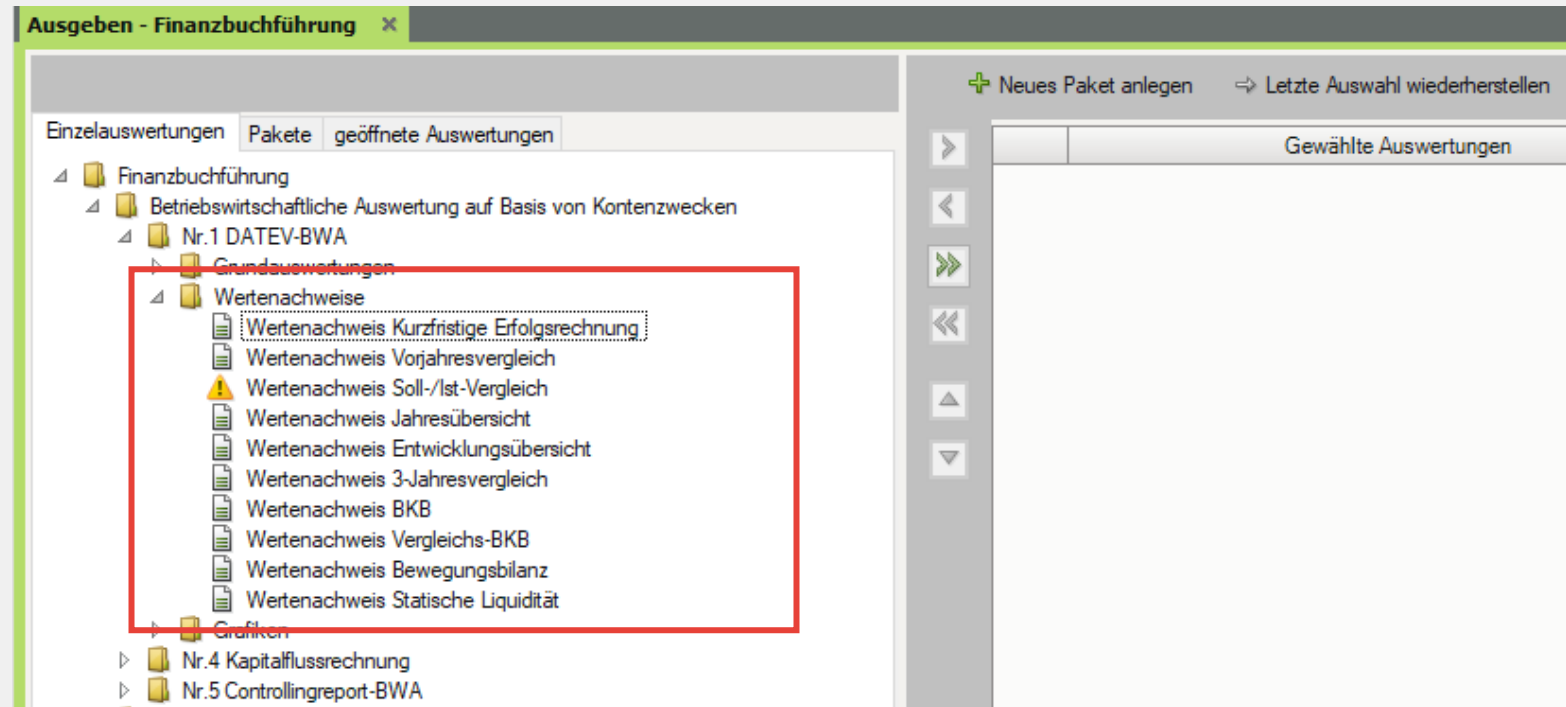 Ausgeben - Finanzbuchführung ×
Neues Paket anlegen Letzte Auswahl wiederherstellen
Einzelauswertungen Pakete geöffnete Auswertungen
Gewählte Auswertungen
Finanzbuchführung
Betriebswirtschaftliche Auswertung auf Basis von Kontenzwecken
Nr.1 DATEV-BWA
Grundauswertungen
Wertenachweise
Wertenachweis Kurzfristige Erfolgsrechnung
Wertenachweis Vorjahresvergleich
Wertenachweis Soll-/Ist-Vergleich
Wertenachweis Jahresübersicht
Wertenachweis Entwicklungsübersicht
Wertenachweis 3-Jahresvergleich
Wertenachweis BKB
Wertenachweis Vergleichs-BKB
Wertenachweis Bewegungsbilanz
Wertenachweis Statische Liquidität
Grafiken
Nr.4 Kapitalflussrechnung
Nr.5 Controllingreport-BWA